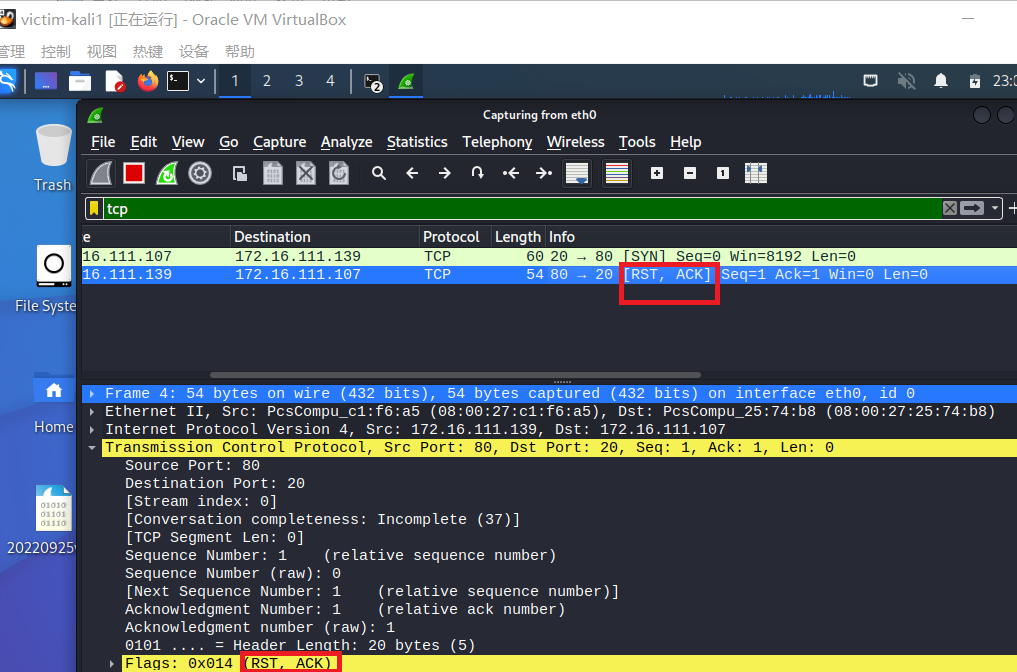 victim-kali1 [正在运行] - Oracle VM VirtualBox
管理 控制 视图 热键 设备 帮助
1 2 3 4 2 23:0
Capturing from eth0
File Edit View Go Capture Analyze Statistics Telephony Wireless Tools Help
Trash
tcp
e Destination Protocol Length Info
16.111.107 172.16.111.139 TCP 60 20 → 80 [SYN] Seq=0 Win=8192 Len=0
16.111.139 172.16.111.107 TCP 54 80 → 20 [RST, ACK] Seq=1 Ack=1 Win=0 Len=0
File Syste
Frame 4: 54 bytes on wire (432 bits), 54 bytes captured (432 bits) on interface eth0, id 0
Ethernet II, Src: PcsCompu_c1:f6:a5 (08:00:27:c1:f6:a5), Dst: PcsCompu_25:74:b8 (08:00:27:25:74:b8)
Internet Protocol Version 4, Src: 172.16.111.139, Dst: 172.16.111.107
Home
Transmission Control Protocol, Src Port: 80, Dst Port: 20, Seq: 1, Ack: 1, Len: 0
Source Port: 80
Destination Port: 20
[Stream index: 0]
[Conversation completeness: Incomplete (37)]
[TCP Segment Len: 0]
20220925
Sequence Number: 1 (relative sequence number)
Sequence Number (raw): 0
[Next Sequence Number: 1 (relative sequence number)]
Acknowledgment Number: 1 (relative ack number)
Acknowledgment number (raw): 1
0101 .... = Header Length: 20 bytes (5)
Flags: 0x014 (RST, ACK)